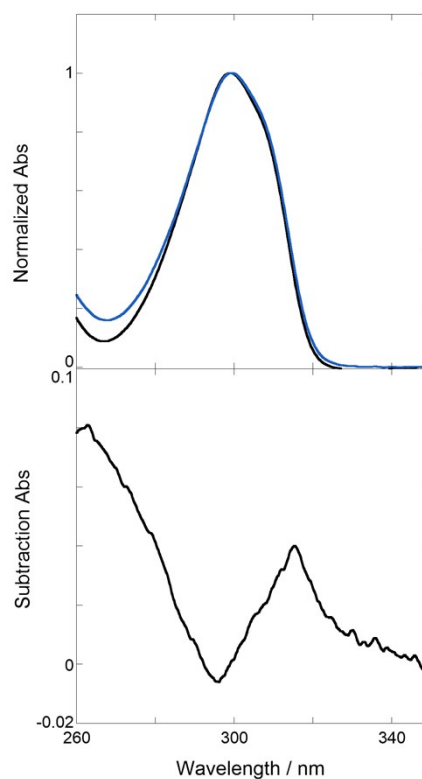 1
Normalized Abs
0
0.1
Subtraction Abs
0
-0.02
260
300
340
Wavelength / nm